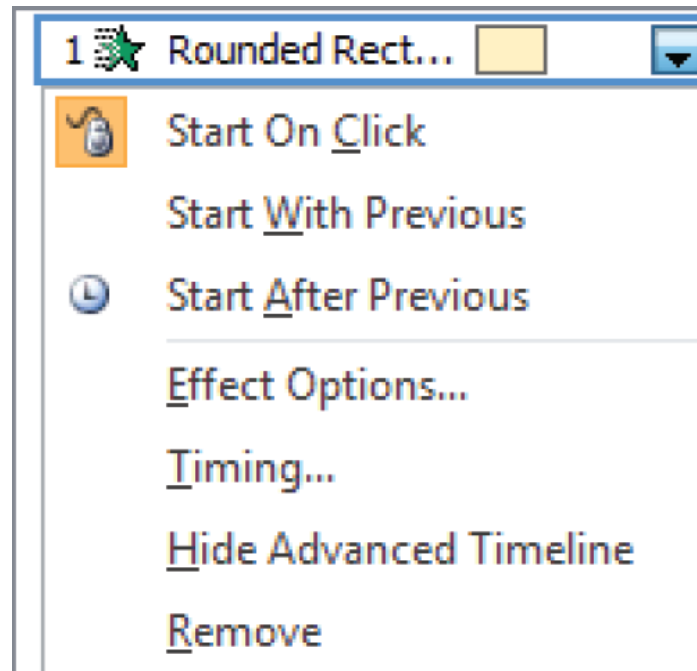 1 Rounded Rect...
Start On Click
Start With Previous
Start After Previous
Effect Options...
Timing...
Hide Advanced Timeline
Remove